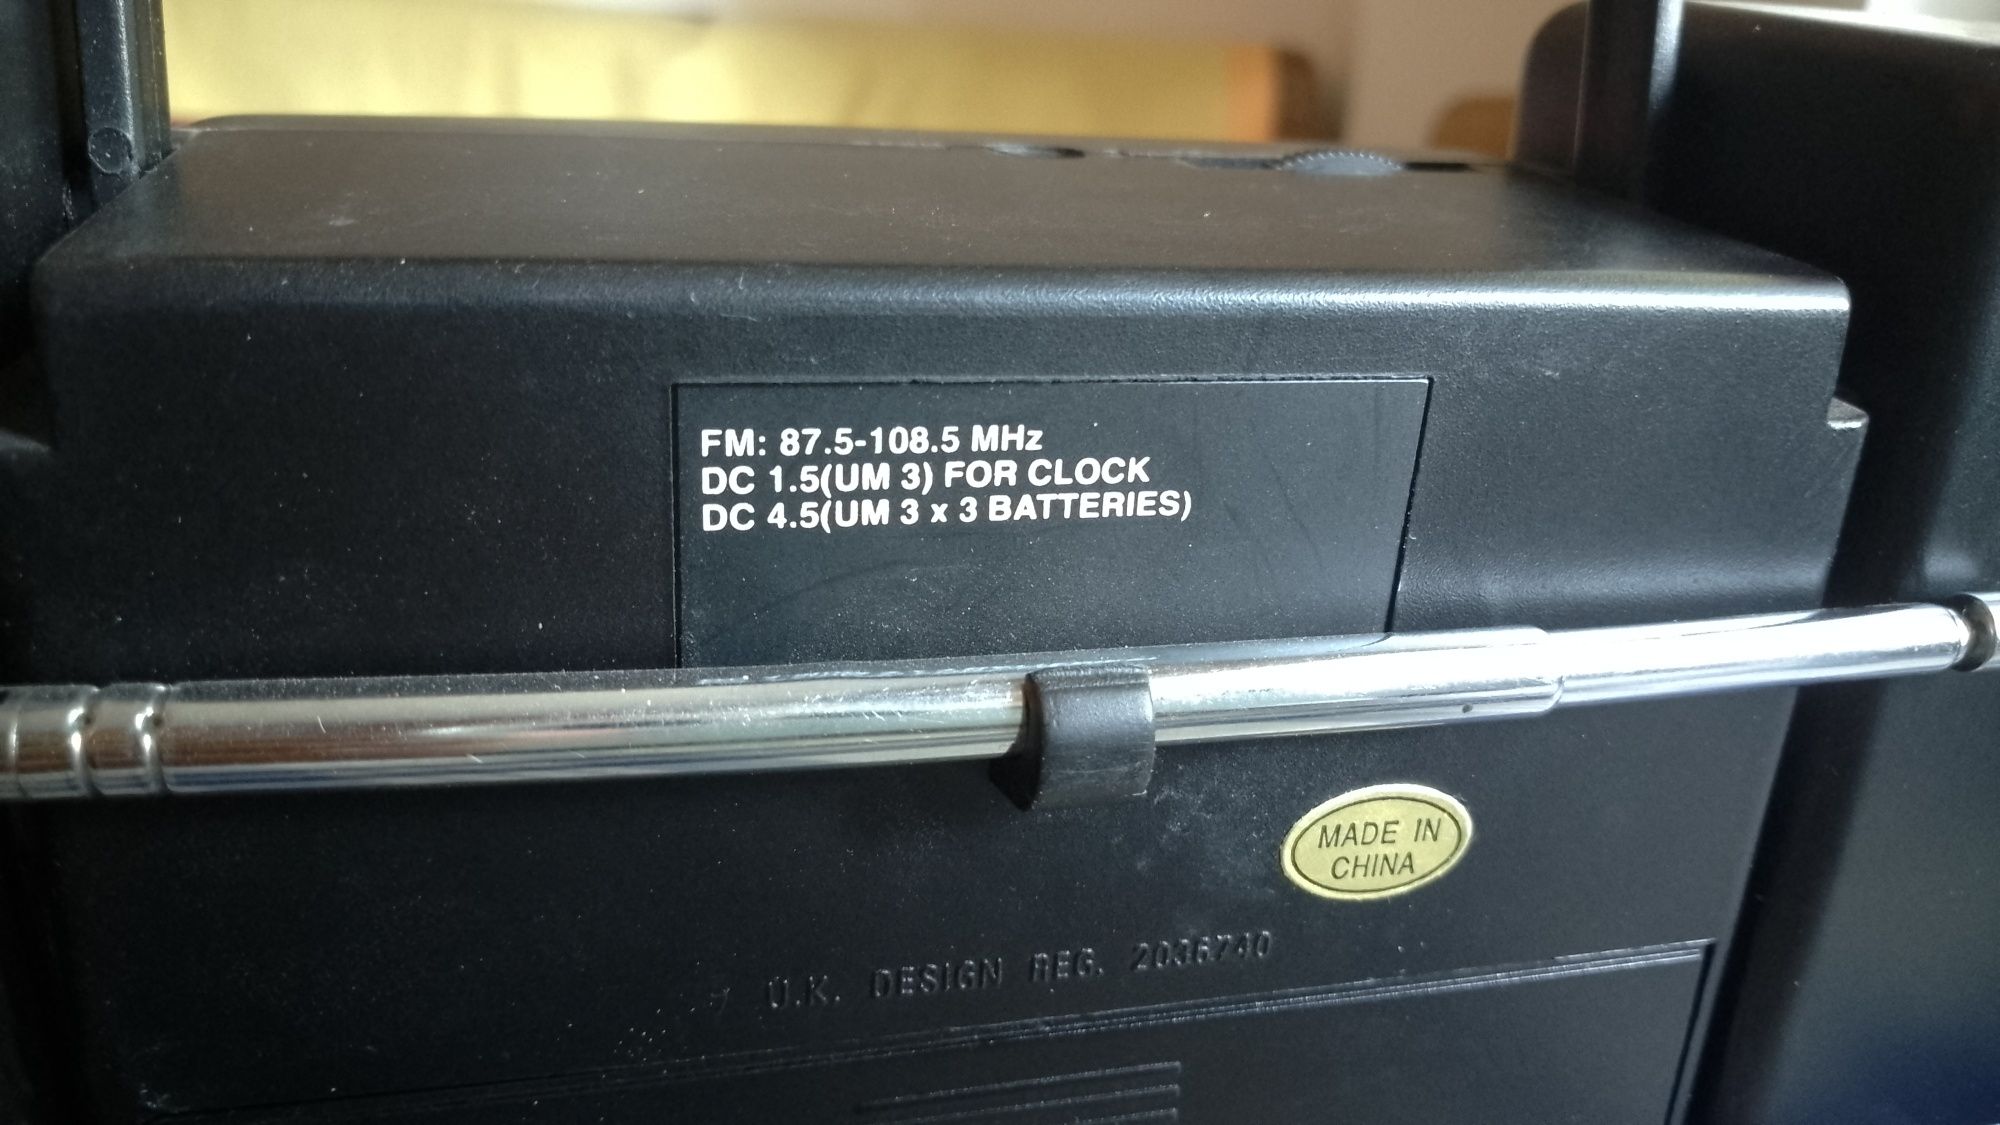 FM: 87.5-108.5 MHz
DC 1.5(UM 3) FOR CLOCK
DC 4.5(UM 3 x 3 BATTERIES)
MADE IN
CHINA
U.K. DESIGN REG. 2036740